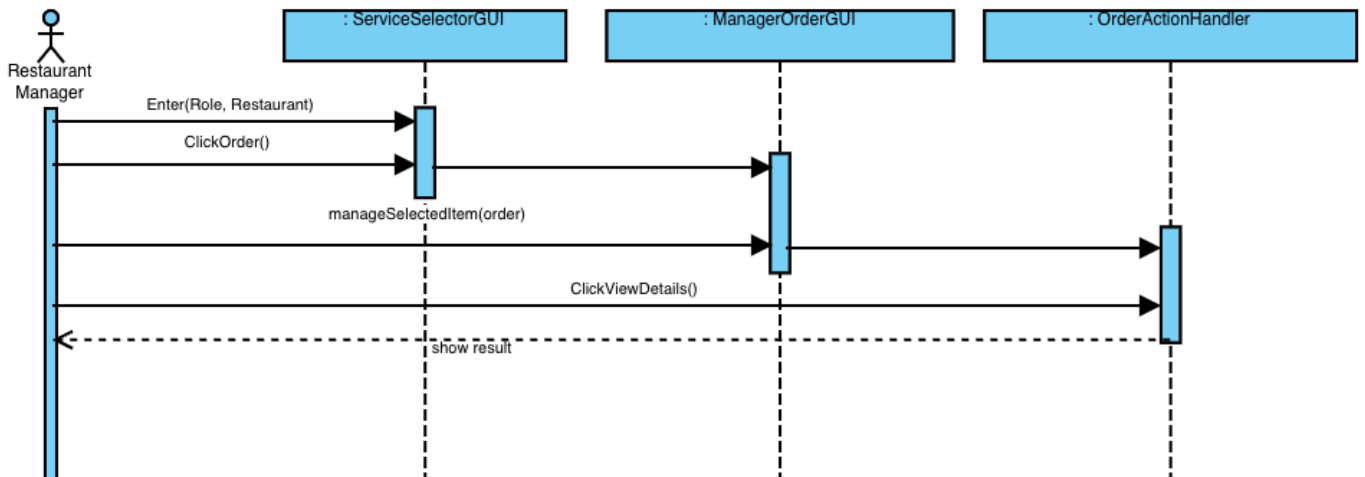 : ServiceSelectorGUI
: ManagerOrderGUI
: OrderActionHandler
Restaurant
Manager
Enter(Role, Restaurant)
ClickOrder()
manageSelectedItem(order)
ClickViewDetails()
show result